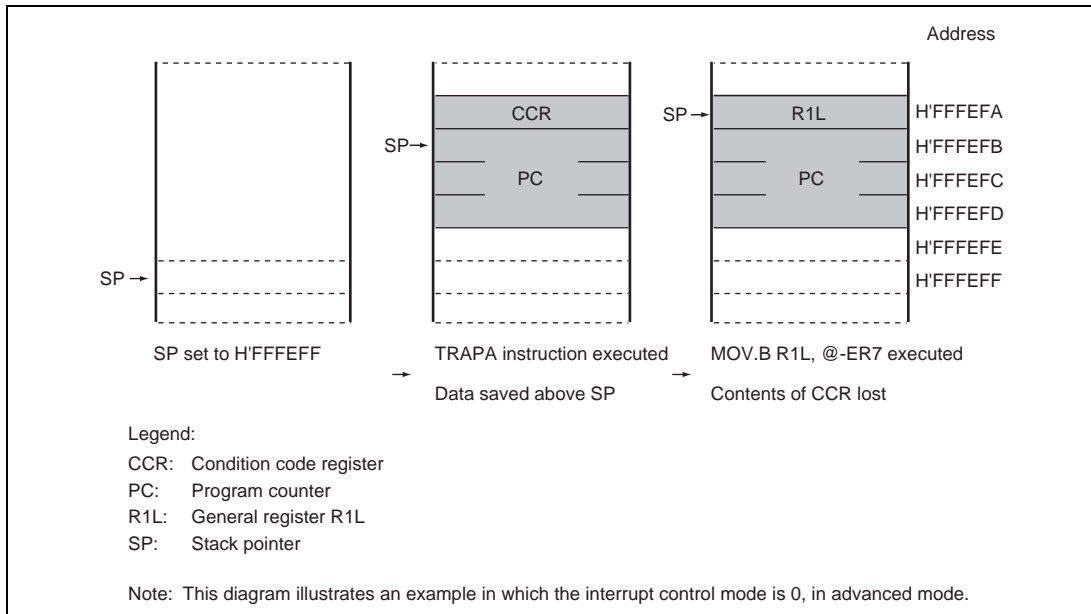 Address
CCR
SP
R1L
H'FFFEFA
SP
H'FFFEFB
PC
PC
H'FFFEFC
H'FFFEFD
H'FFFEFE
SP
H'FFFEFF
SP set to H'FFFEFF
TRAPA instruction executed
MOV.B R1L, @-ER7 executed
Data saved above SP
Contents of CCR lost
Legend:
CCR: Condition code register
PC: Program counter
R1L: General register R1L
SP: Stack pointer
Note: This diagram illustrates an example in which the interrupt control mode is 0, in advanced mode.